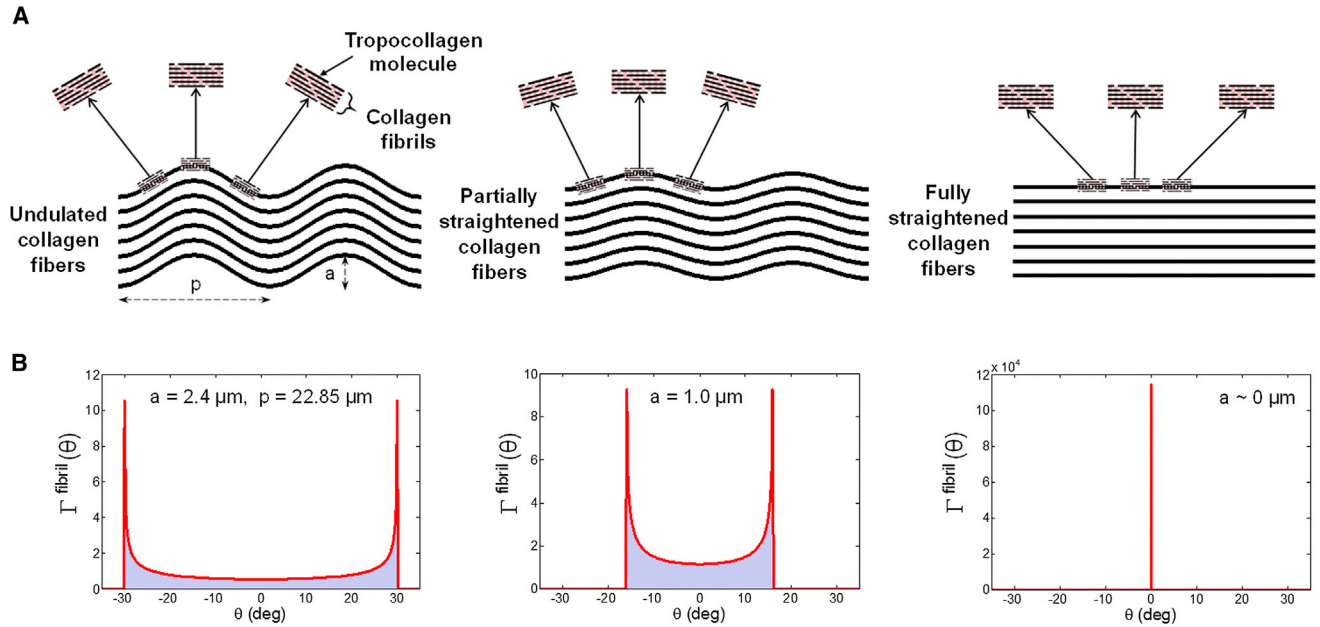 A
Tropocollagen
molecule
Collagen
fibrils
Undulated
collagen
fibers
p
a
Partially
straightened
collagen
fibers
Fully
straightened
collagen
fibers
B
a = 2.4 μm, p = 22.85 μm
Γ fibril (θ)
12
10
8
6
4
2
0
-30 -20 -10 0 10 20 30
θ (deg)
a = 1.0 μm
Γ fibril (θ)
10
8
6
4
2
0
-30 -20 -10 0 10 20 30
θ (deg)
x 10⁴
a ~ 0 μm
Γ fibril (θ)
12
10
8
6
4
2
0
-30 -20 -10 0 10 20 30
θ (deg)